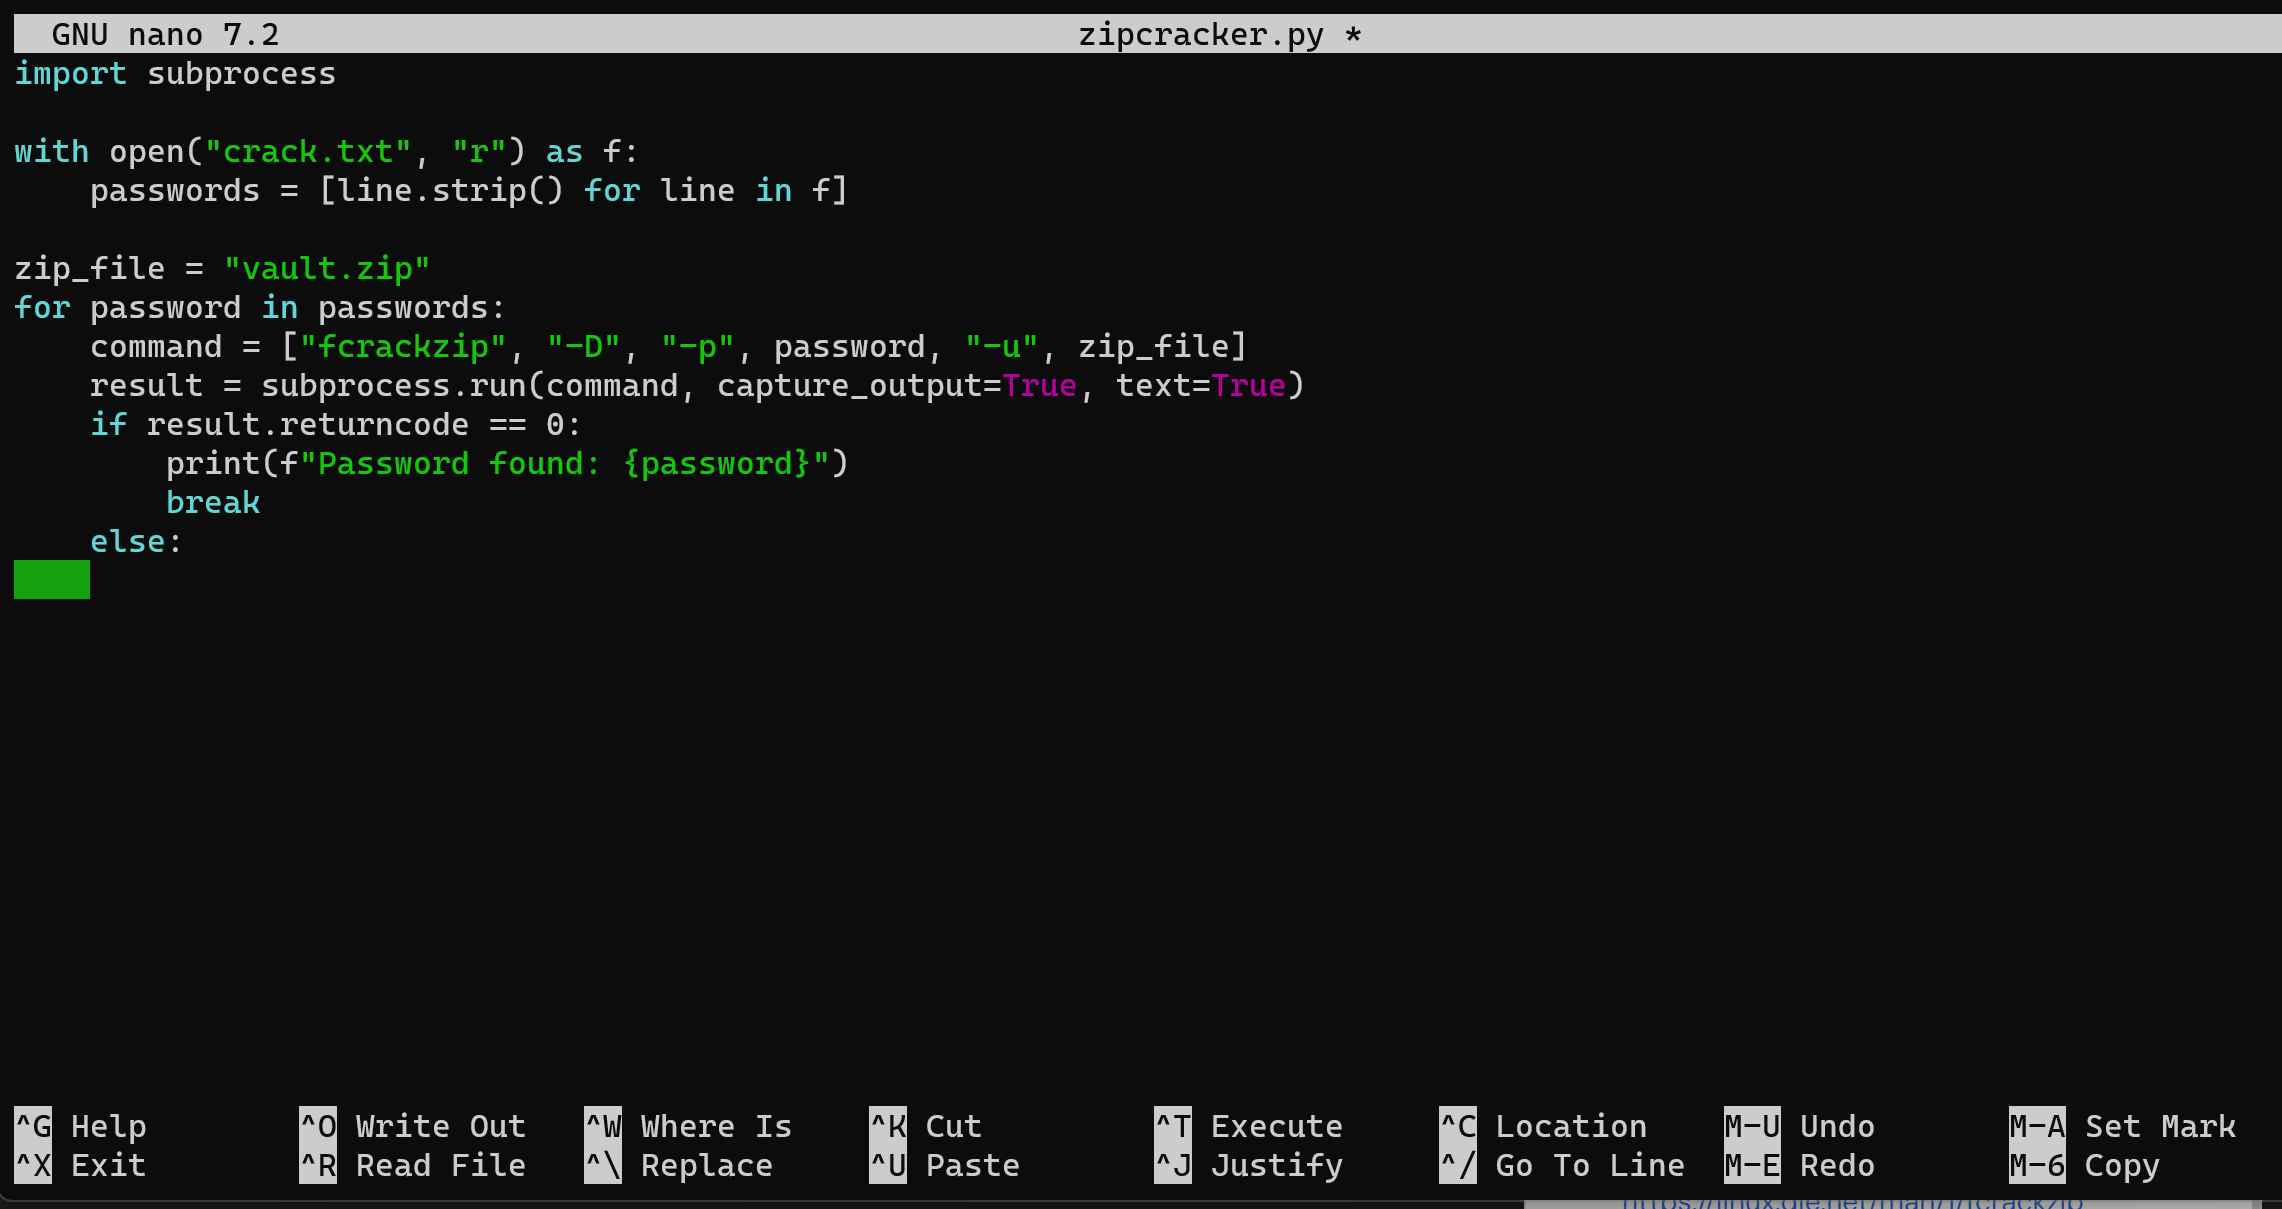 GNU nano 7.2 zipcracker.py *
import subprocess

with open("crack.txt", "r") as f:
    passwords = [line.strip() for line in f]

zip_file = "vault.zip"
for password in passwords:
    command = ["fcrackzip", "-D", "-p", password, "-u", zip_file]
    result = subprocess.run(command, capture_output=True, text=True)
    if result.returncode == 0:
        print(f"Password found: {password}")
        break
    else:

^G Help ^O Write Out ^W Where Is ^K Cut ^T Execute ^C Location M-U Undo M-A Set Mark
^X Exit ^R Read File ^\ Replace ^U Paste ^J Justify ^/ Go To Line M-E Redo M-6 Copy